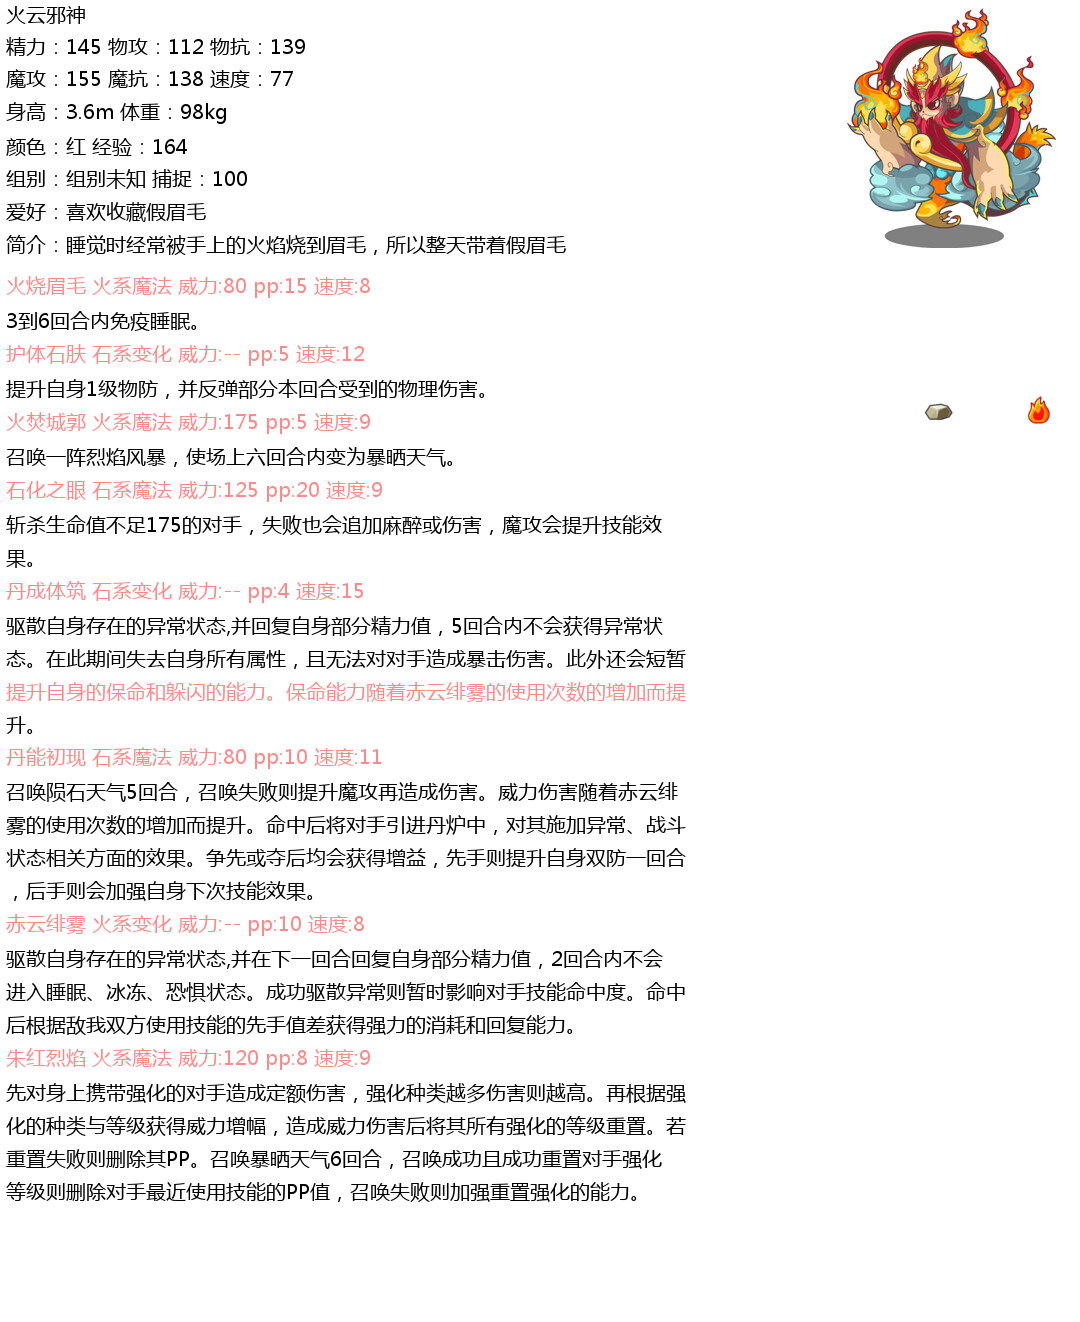 火云邪神
精力：145 物攻：112 物抗：139
魔攻：155 魔抗：138 速度：77
身高：3.6m 体重：98kg
颜色：红 经验：164
组别：组别未知 捕捉：100
爱好：喜欢收藏假眉毛
简介：睡觉时经常被手上的火焰烧到眉毛，所以整天带着假眉毛
火烧眉毛 火系魔法 威力:80 pp:15 速度:8
3到6回合内免疫睡眠。
护体石肤 石系变化 威力:-- pp:5 速度:12
提升自身1级物防，并反弹部分本回合受到的物理伤害。
火焚城郭 火系魔法 威力:175 pp:5 速度:9
召唤一阵烈焰风暴，使场上六回合内变为暴晒天气。
石化之眼 石系魔法 威力:125 pp:20 速度:9
斩杀生命值不足175的对手，失败也会追加麻醉或伤害，魔攻会提升技能效
果。
丹成体筑 石系变化 威力:-- pp:4 速度:15
驱散自身存在的异常状态,并回复自身部分精力值，5回合内不会获得异常状
态。在此期间失去自身所有属性，且无法对对手造成暴击伤害。此外还会短暂
提升自身的保命和躲闪的能力。保命能力随着赤云绯雾的使用次数的增加而提
升。
丹能初现 石系魔法 威力:80 pp:10 速度:11
召唤陨石天气5回合，召唤失败则提升魔攻再造成伤害。威力伤害随着赤云绯
雾的使用次数的增加而提升。命中后将对手引进丹炉中，对其施加异常、战斗
状态相关方面的效果。争先或夺后均会获得增益，先手则提升自身双防一回合
，后手则会加强自身下次技能效果。
赤云绯雾 火系变化 威力:-- pp:10 速度:8
驱散自身存在的异常状态,并在下一回合回复自身部分精力值，2回合内不会
进入睡眠、冰冻、恐惧状态。成功驱散异常则暂时影响对手技能命中度。命中
后根据敌我双方使用技能的先手值差获得强力的消耗和回复能力。
朱红烈焰 火系魔法 威力:120 pp:8 速度:9
先对身上携带强化的对手造成定额伤害，强化种类越多伤害则越高。再根据强
化的种类与等级获得威力增幅，造成威力伤害后将其所有强化的等级重置。若
重置失败则删除其PP。召唤暴晒天气6回合，召唤成功且成功重置对手强化
等级则删除对手最近使用技能的PP值，召唤失败则加强重置强化的能力。